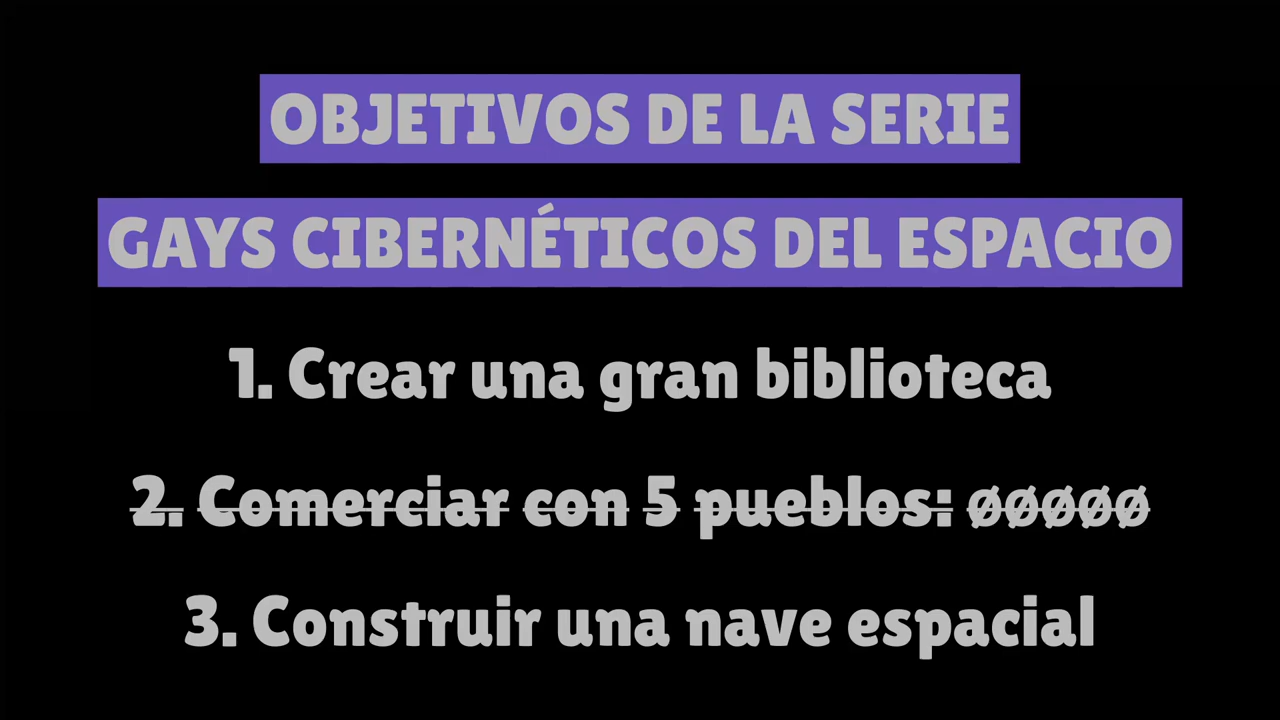 OBJETIVOS DE LA SERIE
GAYS CIBERNÉTICOS DEL ESPACIO
1. Crear una gran biblioteca
2. Comerciar con 5 pueblos: øøøøø
3. Construir una nave espacial